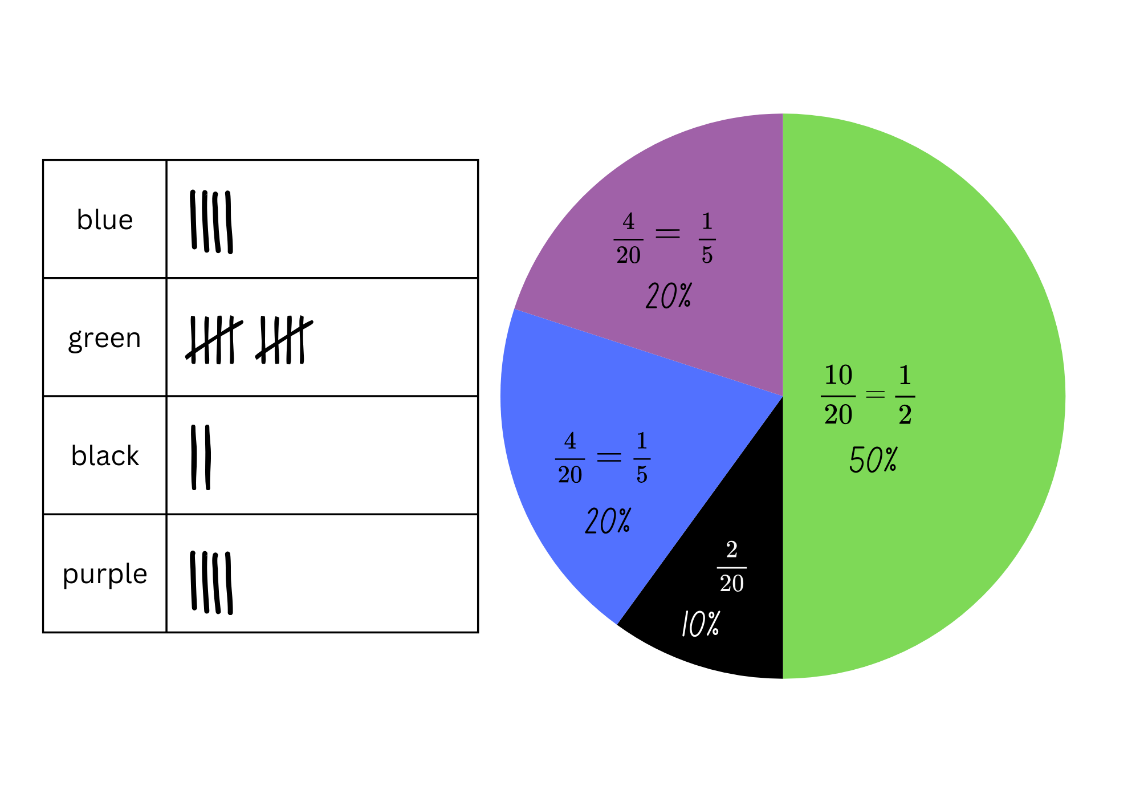 blue
green
black
purple
4/20 = 1/5
20%
10/20 = 1/2
50%
4/20 = 1/5
20%
2/20
10%